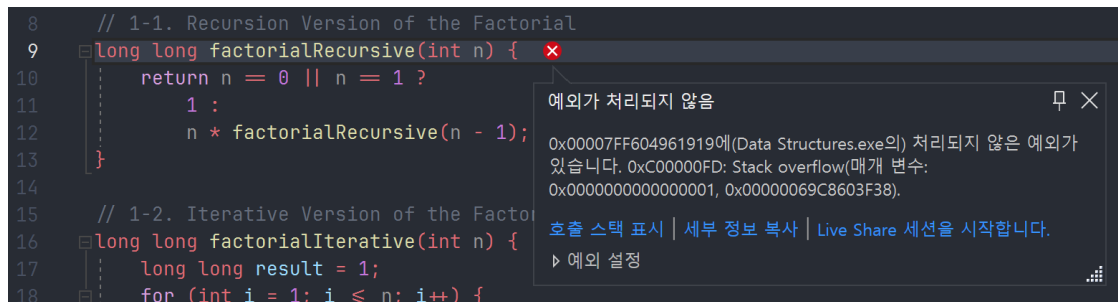 8 // 1-1. Recursion Version of the Factorial
9 long long factorialRecursive(int n) {
10 return n == 0 || n == 1 ?
11 1 :
12 n * factorialRecursive(n - 1);
13 }
14
15 // 1-2. Iterative Version of the Factor
16 long long factorialIterative(int n) {
17 long long result = 1;
18 for (int i = 1; i <= n; i++) {
예외가 처리되지 않음
0x00007FF604961919에(Data Structures.exe의) 처리되지 않은 예외가
있습니다. 0xC00000FD: Stack overflow(매개 변수:
0x0000000000000001, 0x00000069C8603F38).
호출 스택 표시 | 세부 정보 복사 | Live Share 세션을 시작합니다.
예외 설정